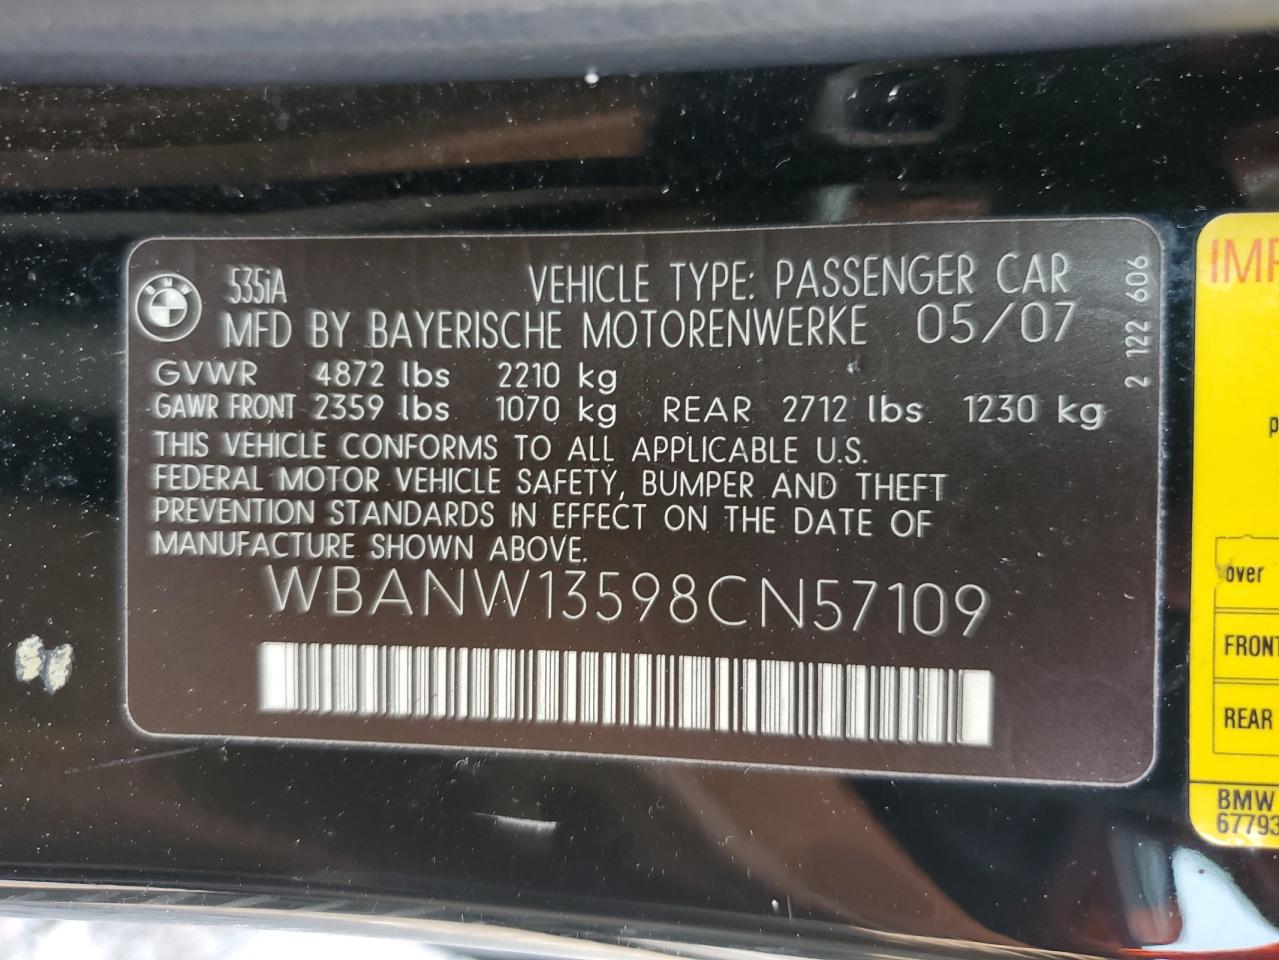 535iA VEHICLE TYPE: PASSENGER CAR
MFD BY BAYERISCHE MOTORENWERKE 05/07
GVWR 4872 lbs 2210 kg
GAWR FRONT 2359 lbs 1070 kg REAR 2712 lbs 1230 kg
THIS VEHICLE CONFORMS TO ALL APPLICABLE U.S.
FEDERAL MOTOR VEHICLE SAFETY, BUMPER AND THEFT
PREVENTION STANDARDS IN EFFECT ON THE DATE OF
MANUFACTURE SHOWN ABOVE.
WBANW13598CN57109
2 122 606
over
FRONT
REAR
BMW
67793